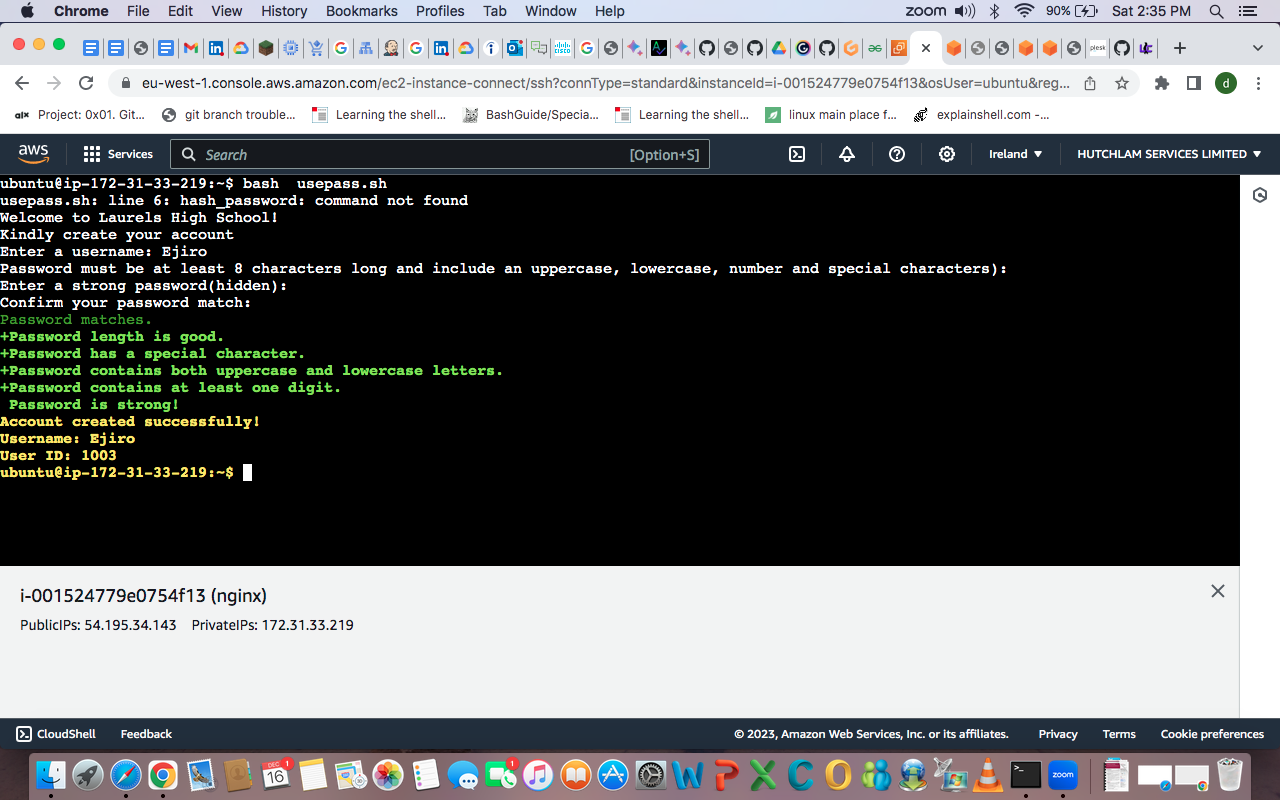 Chrome File Edit View History Bookmarks Profiles Tab Window Help zoom 90% Sat 2:35 PM
eu-west-1.console.aws.amazon.com/ec2-instance-connect/ssh?connType=standard&instanceId=i-001524779e0754f13&osUser=ubuntu&reg... d
alx Project: 0x01. Git... git branch trouble... Learning the shell... BashGuide/Specia... Learning the shell... linux main place f... explainshell.com -...
aws Services Search [Option+S] Ireland HUTCHLAM SERVICES LIMITED
ubuntu@ip-172-31-33-219:~$ bash  usepass.sh
usepass.sh: line 6: hash_password: command not found
Welcome to Laurels High School!
Kindly create your account
Enter a username: Ejiro
Password must be at least 8 characters long and include an uppercase, lowercase, number and special characters):
Enter a strong password(hidden):
Confirm your password match:
Password matches.
+Password length is good.
+Password has a special character.
+Password contains both uppercase and lowercase letters.
+Password contains at least one digit.
Password is strong!
Account created successfully!
Username: Ejiro
User ID: 1003
ubuntu@ip-172-31-33-219:~$
i-001524779e0754f13 (nginx)
PublicIPs: 54.195.34.143 PrivateIPs: 172.31.33.219
CloudShell Feedback © 2023, Amazon Web Services, Inc. or its affiliates. Privacy Terms Cookie preferences
DEC 16 1 1 zoom